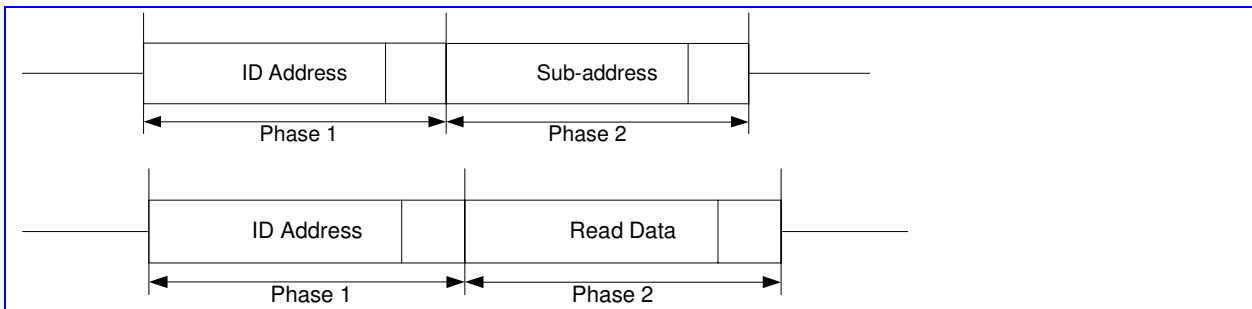 ID Address Sub-address
Phase 1 Phase 2
ID Address Read Data
Phase 1 Phase 2